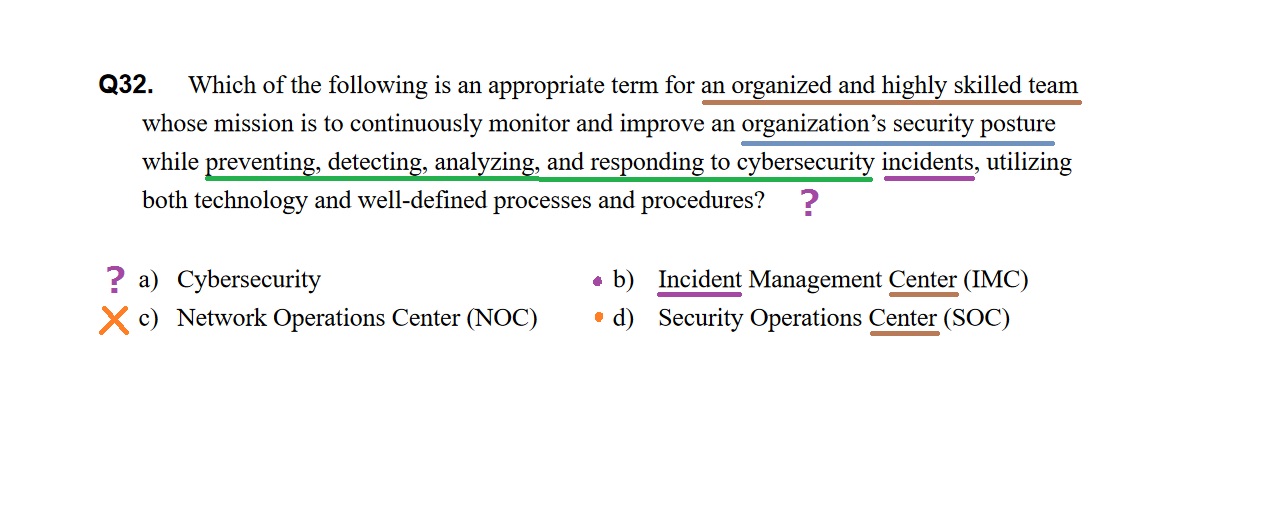 Q32. Which of the following is an appropriate term for an organized and highly skilled team
whose mission is to continuously monitor and improve an organization’s security posture
while preventing, detecting, analyzing, and responding to cybersecurity incidents, utilizing
both technology and well-defined processes and procedures? ?
? a) Cybersecurity b) Incident Management Center (IMC)
c) Network Operations Center (NOC) d) Security Operations Center (SOC)